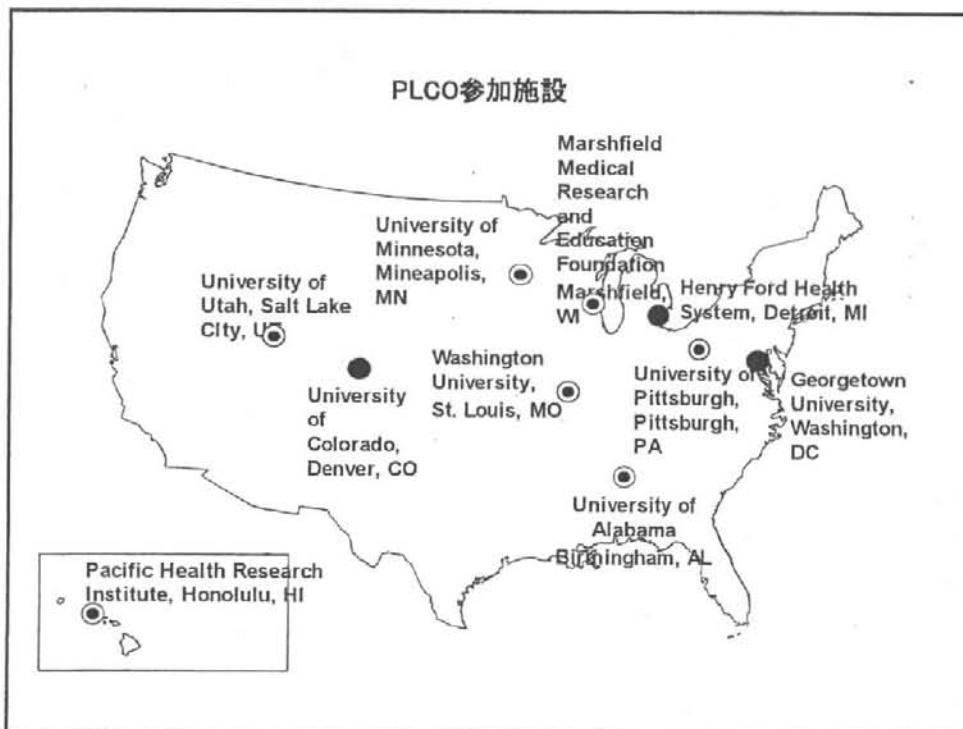 PLCO参加施設
Marshfield
Medical
Research
and
Education
Foundation
Marshfield,
WI
University of
Minnesota,
Mineapolis,
MN
University of
Utah, Salt Lake
City, UT
Henry Ford Health
System, Detroit, MI
Washington
University,
St. Louis, MO
University
of
Colorado,
Denver, CO
University of
Pittsburgh,
Pittsburgh,
PA
Georgetown
University,
Washington,
DC
University of
Alabama
Birmingham, AL
Pacific Health Research
Institute, Honolulu, HI